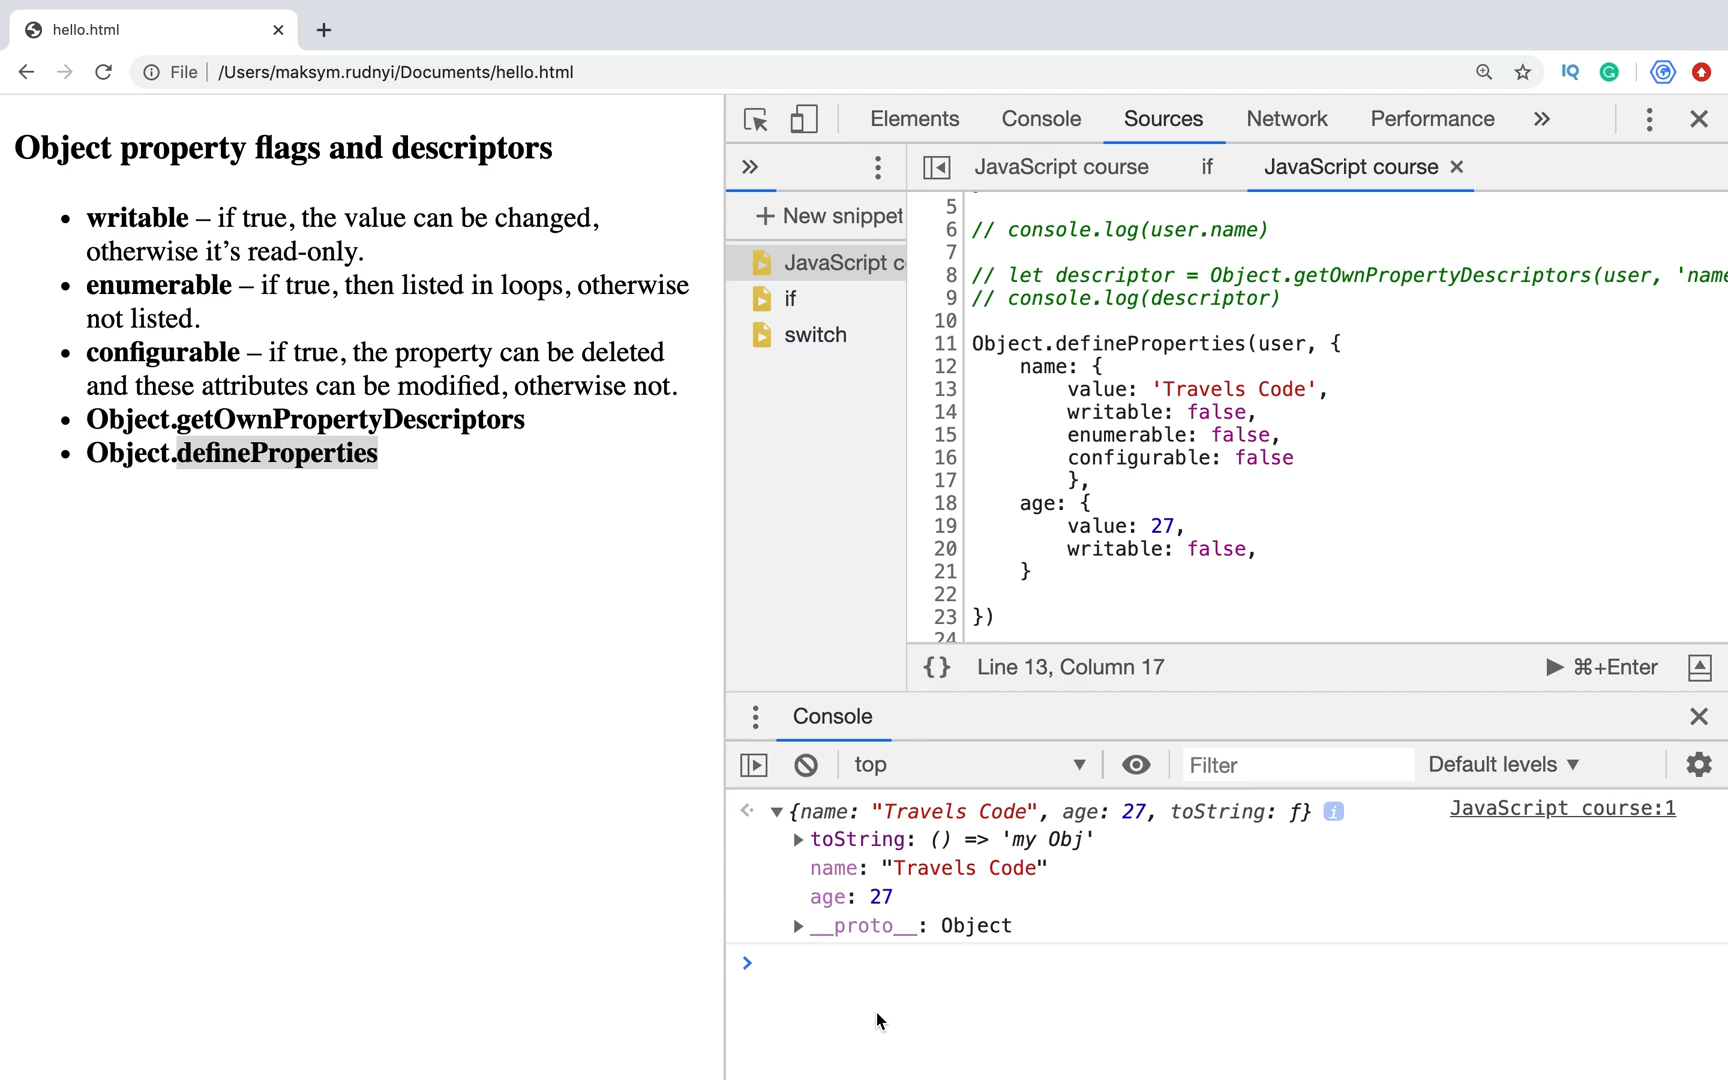 hello.html
File /Users/maksym.rudnyi/Documents/hello.html
IQ
Object property flags and descriptors
• writable – if true, the value can be changed,
otherwise it’s read-only.
• enumerable – if true, then listed in loops, otherwise
not listed.
• configurable – if true, the property can be deleted
and these attributes can be modified, otherwise not.
• Object.getOwnPropertyDescriptors
• Object.defineProperties
Elements Console Sources Network Performance »
» JavaScript course if JavaScript course
+ New snippet
JavaScript c
if
switch
5
6 // console.log(user.name)
7
8 // let descriptor = Object.getOwnPropertyDescriptors(user, 'name
9 // console.log(descriptor)
10
11 Object.defineProperties(user, {
12 name: {
13 value: 'Travels Code',
14 writable: false,
15 enumerable: false,
16 configurable: false
17 },
18 age: {
19 value: 27,
20 writable: false,
21 }
22
23 })
24
{} Line 13, Column 17 ⌘+Enter
Console
top Filter Default levels ▼
{name: "Travels Code", age: 27, toString: ƒ} i JavaScript course:1
toString: () => 'my Obj'
name: "Travels Code"
age: 27
__proto__: Object
>